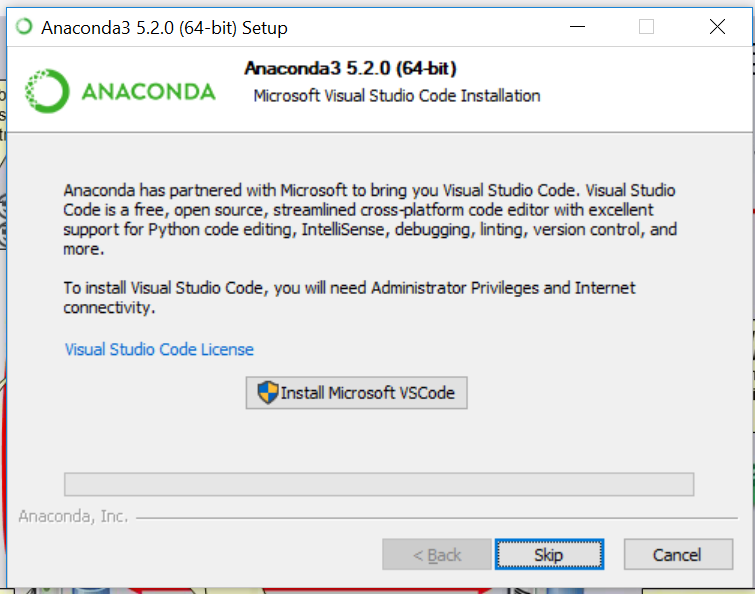 Anaconda3 5.2.0 (64-bit) Setup
ANACONDA
Anaconda3 5.2.0 (64-bit)
Microsoft Visual Studio Code Installation
Anaconda has partnered with Microsoft to bring you Visual Studio Code. Visual Studio
Code is a free, open source, streamlined cross-platform code editor with excellent
support for Python code editing, IntelliSense, debugging, linting, version control, and
more.
To install Visual Studio Code, you will need Administrator Privileges and Internet
connectivity.
Visual Studio Code License
Install Microsoft VSCode
Anaconda, Inc.
< Back
Skip
Cancel